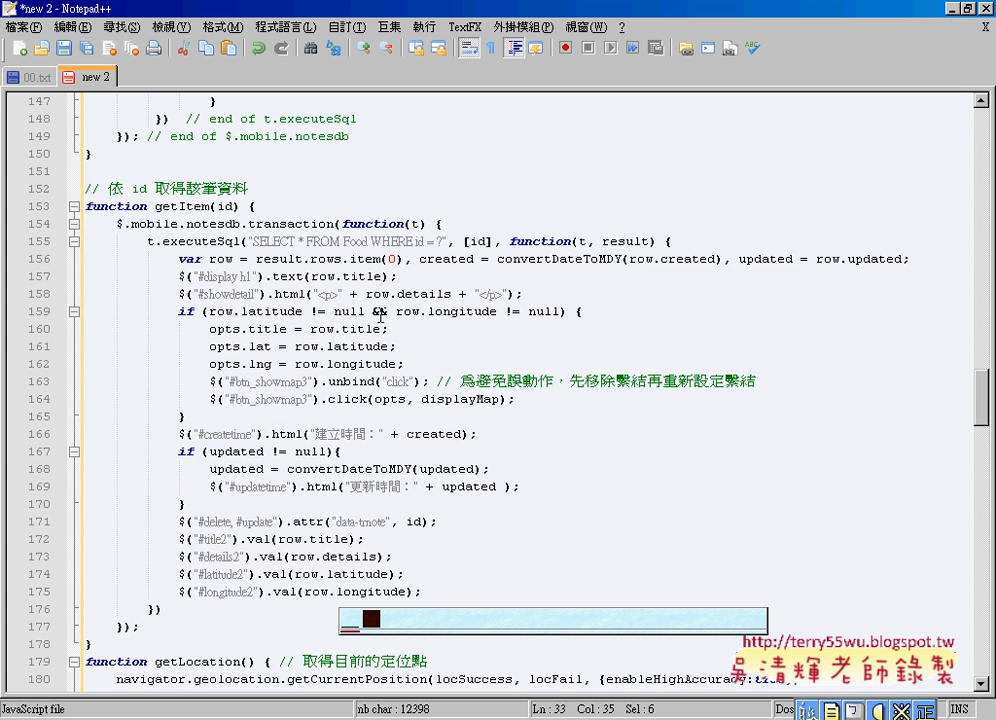 *new 2 - Notepad++
檔案(F) 編輯(E) 尋找(S) 檢視(V) 格式(M) 程式語言(L) 自訂(T) 巨集 執行 TextFX 外掛模組(P) 視窗(W) ? X
00.txt new 2
147 }
148 }) // end of t.executeSql
149 }); // end of $.mobile.notesdb
150 }
151
152 // 依 id 取得該筆資料
153 function getItem(id) {
154 $.mobile.notesdb.transaction(function(t) {
155 t.executeSql("SELECT * FROM Food WHERE id = ?", [id], function(t, result) {
156 var row = result.rows.item(0), created = convertDateToMDY(row.created), updated = row.updated;
157 $("#display h1").text(row.title);
158 $("#showdetail").html("<p>" + row.details + "</p>");
159 if (row.latitude != null && row.longitude != null) {
160 opts.title = row.title;
161 opts.lat = row.latitude;
162 opts.lng = row.longitude;
163 $("#btn_showmap3").unbind("click"); // 為避免誤動作，先移除繫結再重新設定繫結
164 $("#btn_showmap3").click(opts, displayMap);
165 }
166 $("#createtime").html("建立時間：" + created);
167 if (updated != null){
168 updated = convertDateToMDY(updated);
169 $("#updatetime").html("更新時間：" + updated );
170 }
171 $("#delete, #update").attr("data-trnote", id);
172 $("#title2").val(row.title);
173 $("#details2").val(row.details);
174 $("#latitude2").val(row.latitude);
175 $("#longitude2").val(row.longitude);
176 })
177 });
178 }
179 function getLocation() { // 取得目前的定位點
180 navigator.geolocation.getCurrentPosition(locSuccess, locFail, {enableHighAccuracy:
http://terry55wu.blogspot.tw
吳清輝老師錄製
JavaScript file nb char : 12398 Ln : 33 Col : 35 Sel : 6 Dos INS